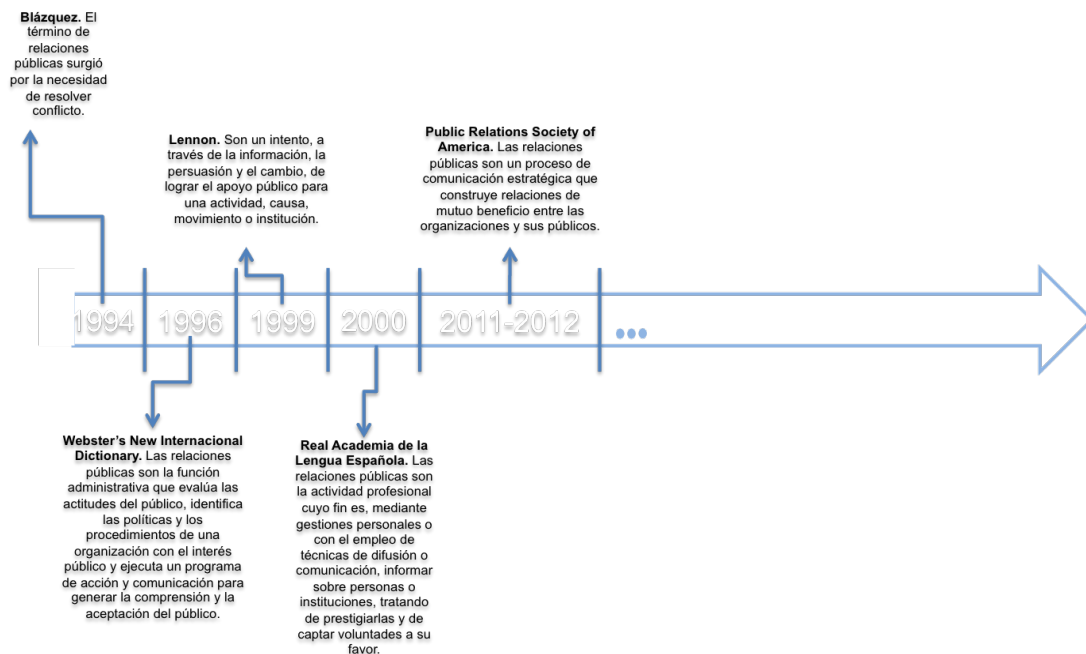 Blázquez. El
término de
relaciones
públicas surgió
por la necesidad
de resolver
conflicto.
Lennon. Son un intento, a
través de la información, la
persuasión y el cambio, de
lograr el apoyo público para
una actividad, causa,
movimiento o institución.
Public Relations Society of
America. Las relaciones
públicas son un proceso de
comunicación estratégica que
construye relaciones de
mutuo beneficio entre las
organizaciones y sus públicos.
1994
1996
1999
2000
2011-2012
...
Webster's New Internacional
Dictionary. Las relaciones
públicas son la función
administrativa que evalúa las
actitudes del público, identifica
las políticas y los
procedimientos de una
organización con el interés
público y ejecuta un programa
de acción y comunicación para
generar la comprensión y la
aceptación del público.
Real Academia de la
Lengua Española. Las
relaciones públicas son
la actividad profesional
cuyo fin es, mediante
gestiones personales o
con el empleo de
técnicas de difusión o
comunicación, informar
sobre personas o
instituciones, tratando
de prestigiarlas y de
captar voluntades a su
favor.